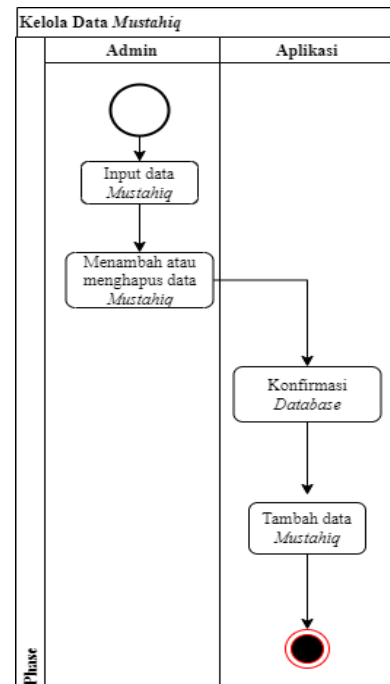 Kelola Data Mustahiq
Admin
Aplikasi
Input data
Mustahiq
Menambah atau
menghapus data
Mustahiq
Konfirmasi
Database
Tambah data
Mustahiq
Phase